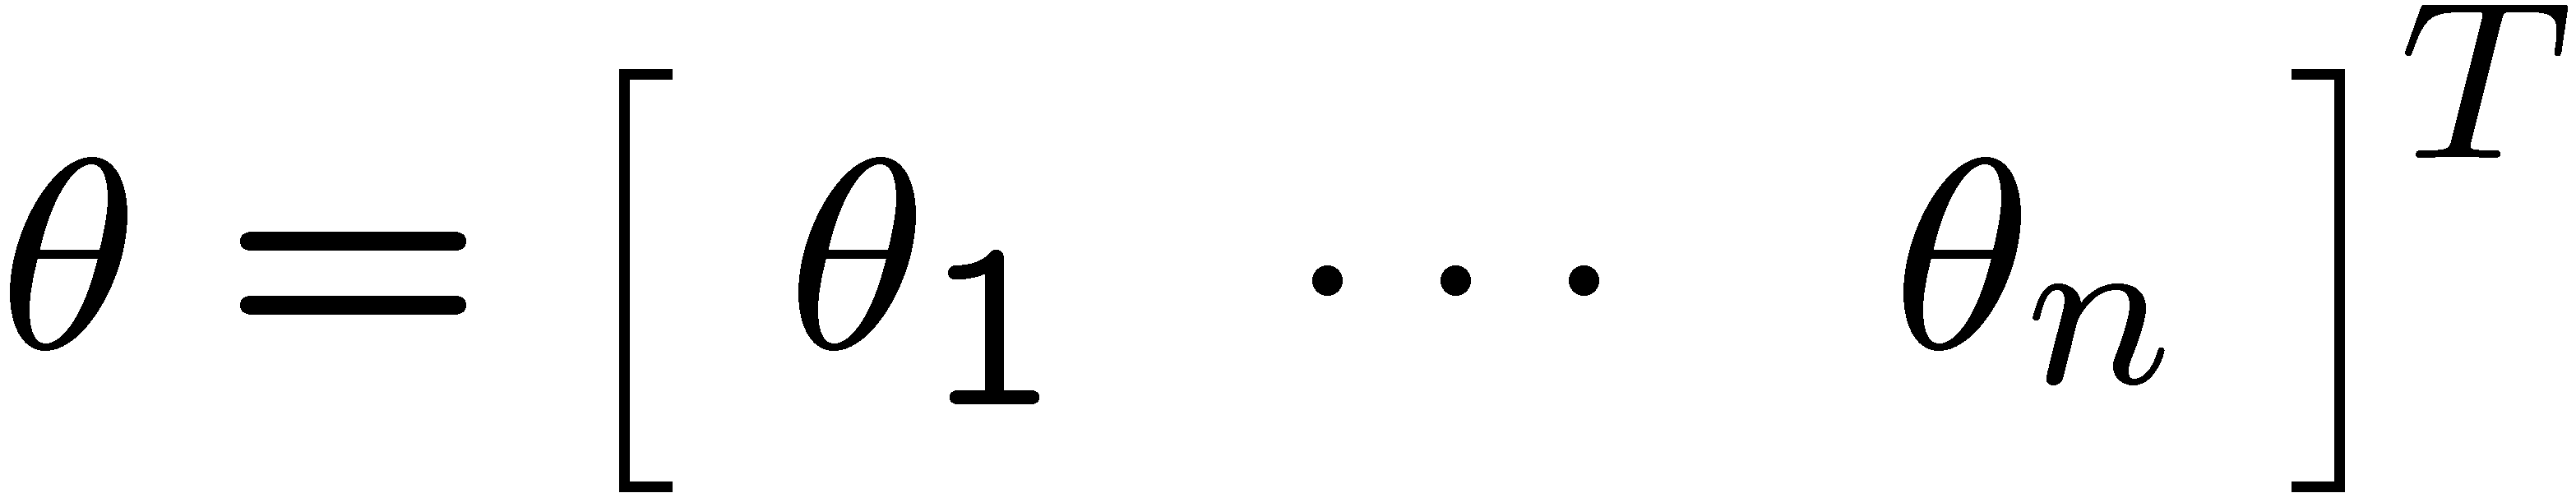 θ = [ θ₁ ⋯ θₙ ]ᵀ